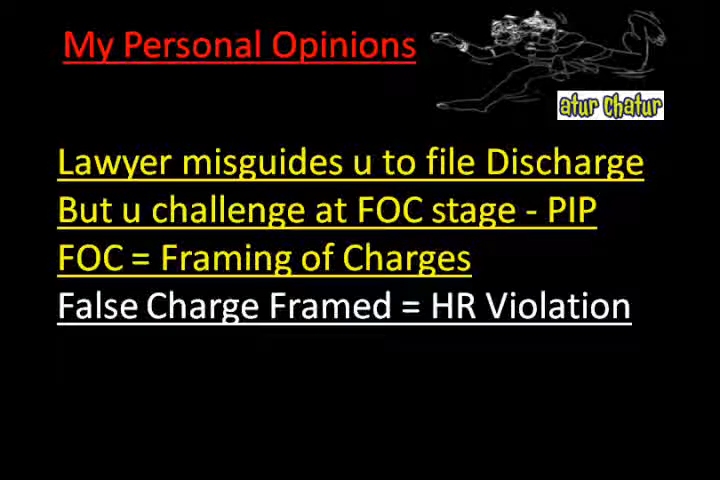 My Personal Opinions
atur chatur
Lawyer misguides u to file Discharge
But u challenge at FOC stage - PIP
FOC = Framing of Charges
False Charge Framed = HR Violation